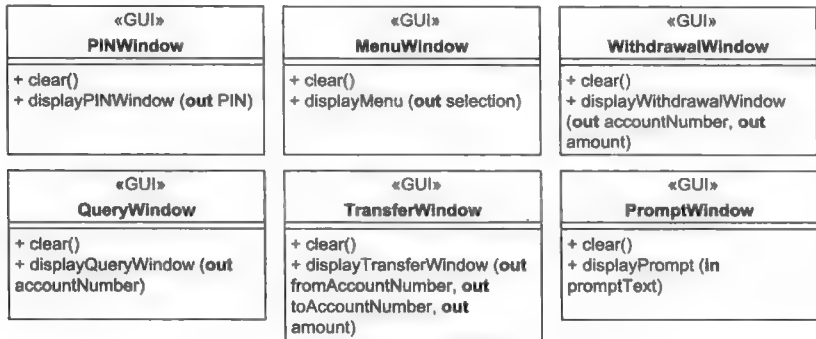 «GUI»
PINWindow
+ clear()
+ displayPINWindow (out PIN)
«GUI»
MenuWindow
+ clear()
+ displayMenu (out selection)
«GUI»
WithdrawalWindow
+ clear()
+ displayWithdrawalWindow
(out accountNumber, out
amount)
«GUI»
QueryWindow
+ clear()
+ displayQueryWindow (out
accountNumber)
«GUI»
TransferWindow
+ clear()
+ displayTransferWindow (out
fromAccountNumber, out
toAccountNumber, out
amount)
«GUI»
PromptWindow
+ clear()
+ displayPrompt (in
promptText)